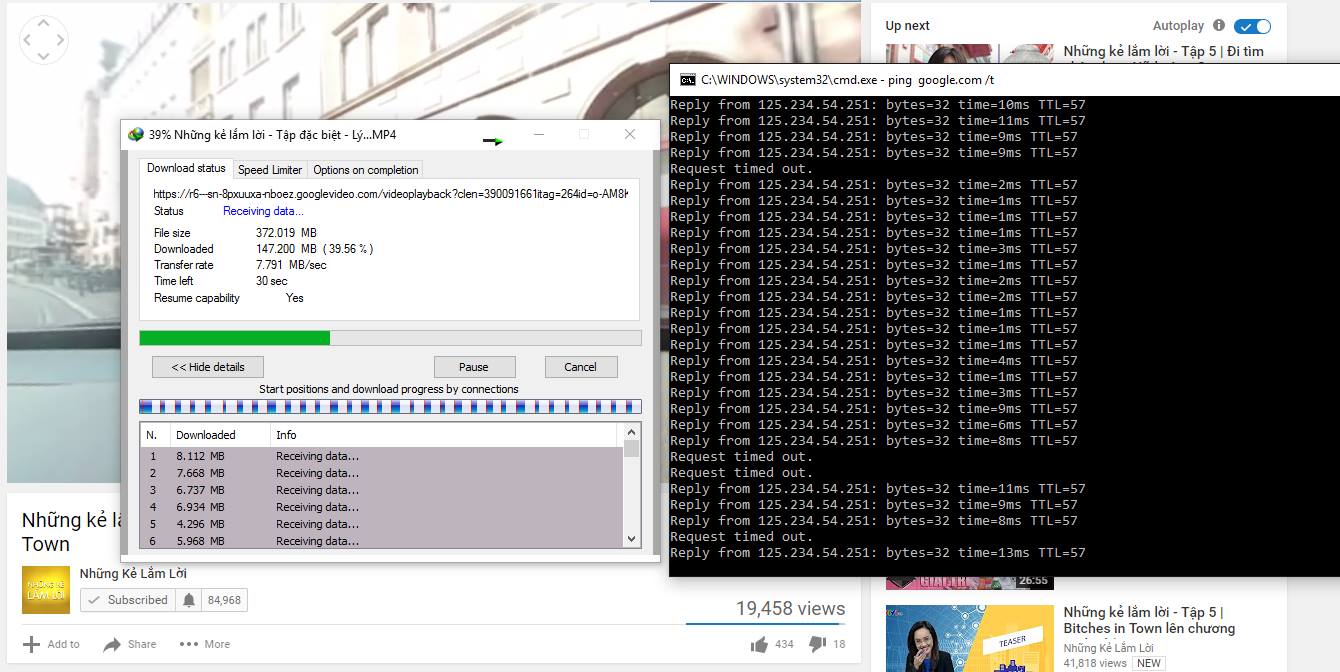 Up next
Autoplay
Những kẻ lắm lời - Tập 5 | Đi tìm
39% Những kẻ lắm lời - Tập đặc biệt - Lý...MP4
Download status
Speed Limiter
Options on completion
https://r6---sn-8pxuuxa-nboez.googlevideo.com/videoplayback?clen=390091661itag=264id=o-AM8K
Status Receiving data...
File size 372.019 MB
Downloaded 147.200 MB ( 39.56 % )
Transfer rate 7.791 MB/sec
Time left 30 sec
Resume capability Yes
<< Hide details
Pause
Cancel
Start positions and download progress by connections
N. Downloaded Info
1 8.112 MB Receiving data...
2 7.668 MB Receiving data...
3 6.737 MB Receiving data...
4 6.934 MB Receiving data...
5 4.296 MB Receiving data...
6 5.968 MB Receiving data...
C:\WINDOWS\system32\cmd.exe - ping google.com /t
Reply from 125.234.54.251: bytes=32 time=10ms TTL=57
Reply from 125.234.54.251: bytes=32 time=11ms TTL=57
Reply from 125.234.54.251: bytes=32 time=9ms TTL=57
Reply from 125.234.54.251: bytes=32 time=9ms TTL=57
Request timed out.
Reply from 125.234.54.251: bytes=32 time=2ms TTL=57
Reply from 125.234.54.251: bytes=32 time=1ms TTL=57
Reply from 125.234.54.251: bytes=32 time=1ms TTL=57
Reply from 125.234.54.251: bytes=32 time=1ms TTL=57
Reply from 125.234.54.251: bytes=32 time=3ms TTL=57
Reply from 125.234.54.251: bytes=32 time=1ms TTL=57
Reply from 125.234.54.251: bytes=32 time=2ms TTL=57
Reply from 125.234.54.251: bytes=32 time=2ms TTL=57
Reply from 125.234.54.251: bytes=32 time=1ms TTL=57
Reply from 125.234.54.251: bytes=32 time=1ms TTL=57
Reply from 125.234.54.251: bytes=32 time=1ms TTL=57
Reply from 125.234.54.251: bytes=32 time=4ms TTL=57
Reply from 125.234.54.251: bytes=32 time=1ms TTL=57
Reply from 125.234.54.251: bytes=32 time=3ms TTL=57
Reply from 125.234.54.251: bytes=32 time=9ms TTL=57
Reply from 125.234.54.251: bytes=32 time=6ms TTL=57
Reply from 125.234.54.251: bytes=32 time=8ms TTL=57
Request timed out.
Request timed out.
Reply from 125.234.54.251: bytes=32 time=11ms TTL=57
Reply from 125.234.54.251: bytes=32 time=9ms TTL=57
Reply from 125.234.54.251: bytes=32 time=8ms TTL=57
Request timed out.
Reply from 125.234.54.251: bytes=32 time=13ms TTL=57
Những kẻ
Town
NHỮNG KẺ
LẮM LỜI
Những Kẻ Lắm Lời
Subscribed
84,968
19,458 views
Add to
Share
More
434
18
26:55
TEASER
Những kẻ lắm lời - Tập 5 |
Bitches in Town lên chương
Những Kẻ Lắm Lời
41,818 views NEW